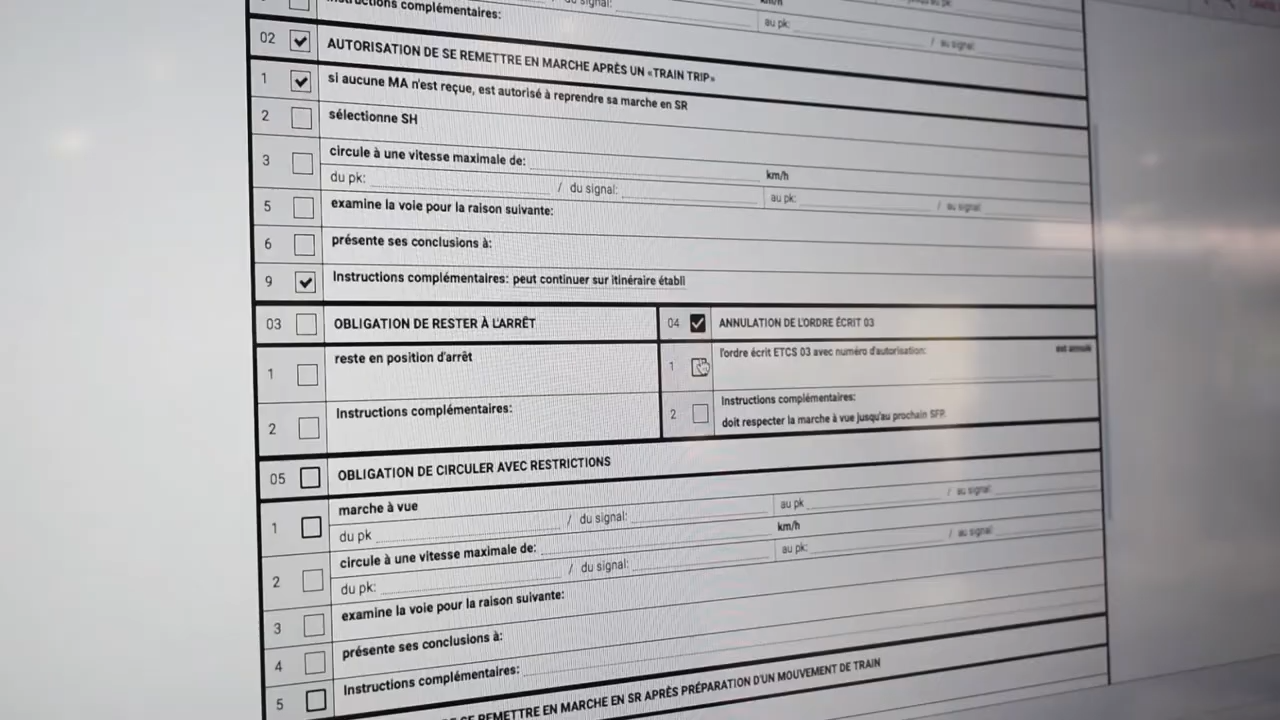 Instructions complémentaires:
du signal:
km/h
au pk:
/ au signal:
02 AUTORISATION DE SE REMETTRE EN MARCHE APRÈS UN «TRAIN TRIP»
1 si aucune MA n'est reçue, est autorisé à reprendre sa marche en SR
2 sélectionne SH
3 circule à une vitesse maximale de: km/h
du pk: / du signal: au pk: / au signal:
5 examine la voie pour la raison suivante:
6 présente ses conclusions à:
9 Instructions complémentaires: peut continuer sur itinéraire établi
03 OBLIGATION DE RESTER À L'ARRÊT
1 reste en position d'arrêt
2 Instructions complémentaires:
04 ANNULATION DE L'ORDRE ÉCRIT 03
1 l'ordre écrit ETCS 03 avec numéro d'autorisation: est annulé
2 Instructions complémentaires:
doit respecter la marche à vue jusqu'au prochain SFP.
05 OBLIGATION DE CIRCULER AVEC RESTRICTIONS
1 marche à vue
du pk / du signal: au pk / au signal:
2 circule à une vitesse maximale de: km/h
du pk: / du signal: au pk: / au signal:
3 examine la voie pour la raison suivante:
4 présente ses conclusions à:
5 Instructions complémentaires:
SE REMETTRE EN MARCHE EN SR APRÈS PRÉPARATION D'UN MOUVEMENT DE TRAIN